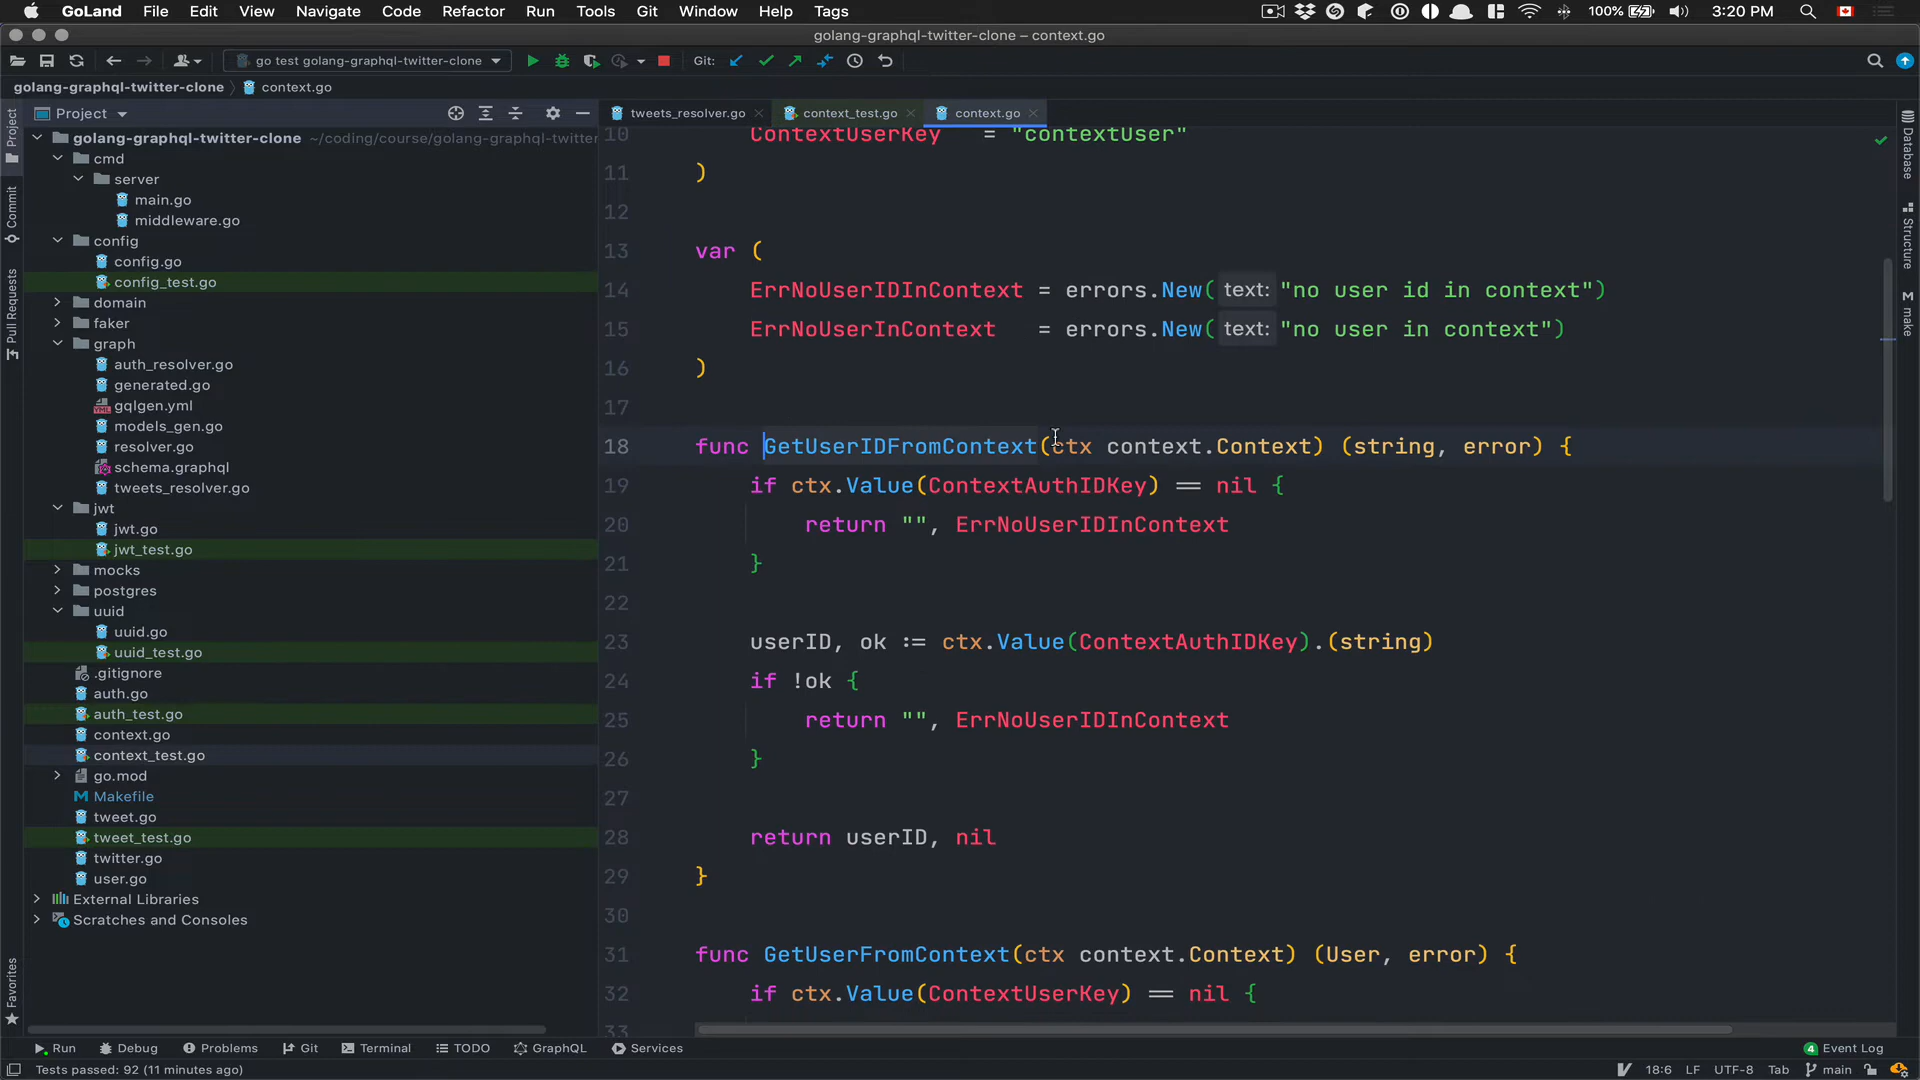 GoLand File Edit View Navigate Code Refactor Run Tools Git Window Help Tags 100% 3:20 PM
golang-graphql-twitter-clone – context.go
go test golang-graphql-twitter-clone Git:
golang-graphql-twitter-clone context.go
Project
tweets_resolver.go context_test.go context.go
golang-graphql-twitter-clone ~/coding/course/golang-graphql-twitter
cmd
server
main.go
middleware.go
config
config.go
config_test.go
domain
faker
graph
auth_resolver.go
generated.go
gqlgen.yml
models_gen.go
resolver.go
schema.graphql
tweets_resolver.go
jwt
jwt.go
jwt_test.go
mocks
postgres
uuid
uuid.go
uuid_test.go
.gitignore
auth.go
auth_test.go
context.go
context_test.go
go.mod
Makefile
tweet.go
tweet_test.go
twitter.go
user.go
External Libraries
Scratches and Consoles
Project
Commit
Pull Requests
Favorites
10 ContextUserKey = "contextUser"
11 )
12
13 var (
14 ErrNoUserIDInContext = errors.New( text: "no user id in context")
15 ErrNoUserInContext = errors.New( text: "no user in context")
16 )
17
18 func GetUserIDFromContext(ctx context.Context) (string, error) {
19 if ctx.Value(ContextAuthIDKey) == nil {
20 return "", ErrNoUserIDInContext
21 }
22
23 userID, ok := ctx.Value(ContextAuthIDKey).(string)
24 if !ok {
25 return "", ErrNoUserIDInContext
26 }
27
28 return userID, nil
29 }
30
31 func GetUserFromContext(ctx context.Context) (User, error) {
32 if ctx.Value(ContextUserKey) == nil {
33
Database
Structure
make
Run Debug Problems Git Terminal TODO GraphQL Services 4 Event Log
Tests passed: 92 (11 minutes ago) 18:6 LF UTF-8 Tab main